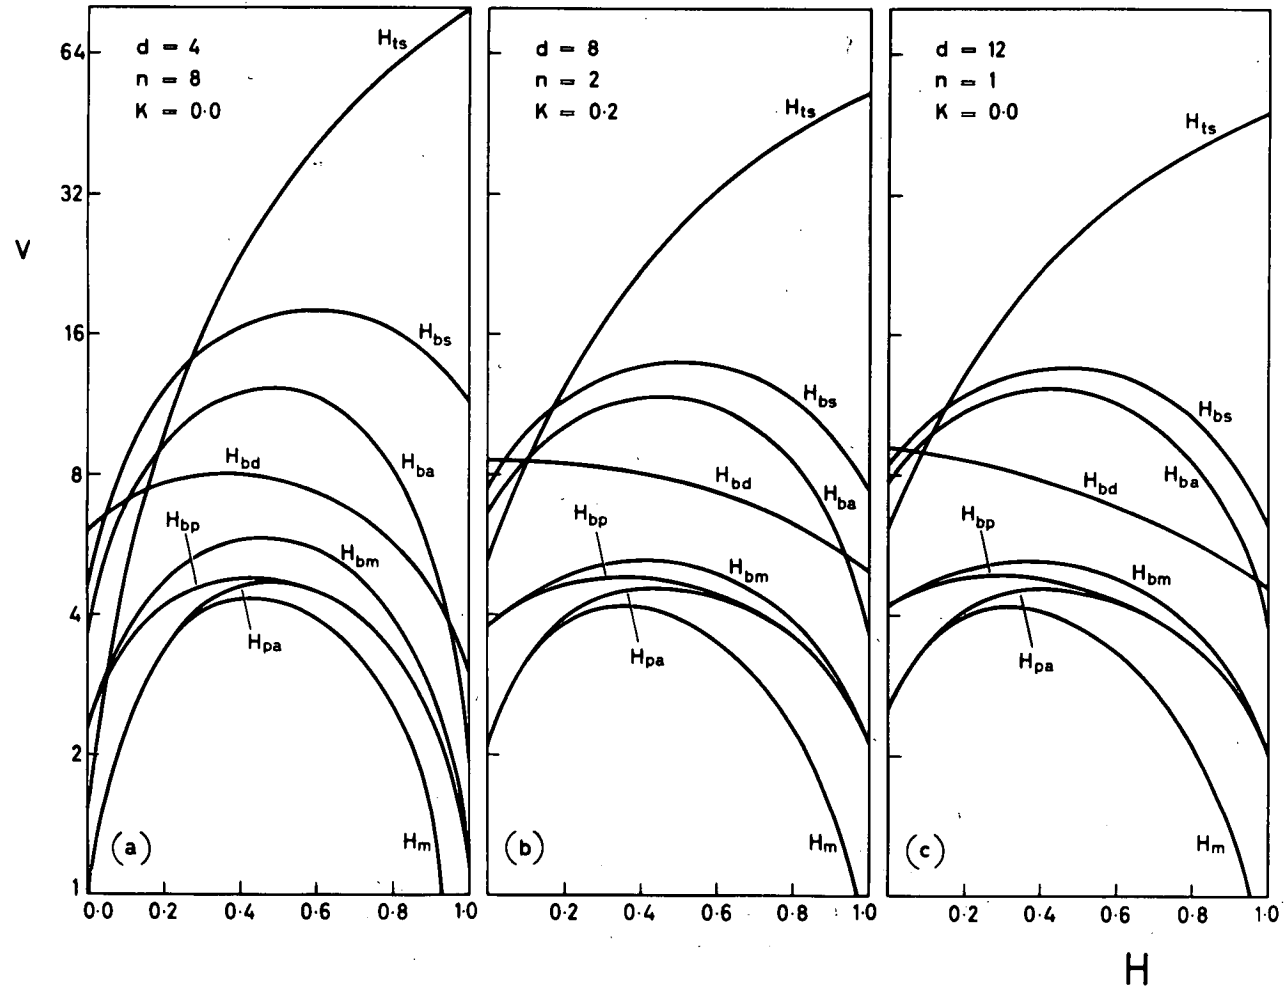 d = 4
n = 8
K = 0·0
d = 8
n = 2
K = 0·2
d = 12
n = 1
K = 0·0
64
32
V
16
8
4
2
1
H_ts
H_bs
H_ba
H_bd
H_bp
H_bm
H_pa
H_m
(a)
H_ts
H_bs
H_bd
H_ba
H_bp
H_bm
H_pa
H_m
(b)
H_ts
H_bs
H_ba
H_bd
H_bp
H_bm
H_pa
H_m
(c)
0·0 0·2 0·4 0·6 0·8 1·0
0·2 0·4 0·6 0·8 1·0
0·2 0·4 0·6 0·8 1·0
H